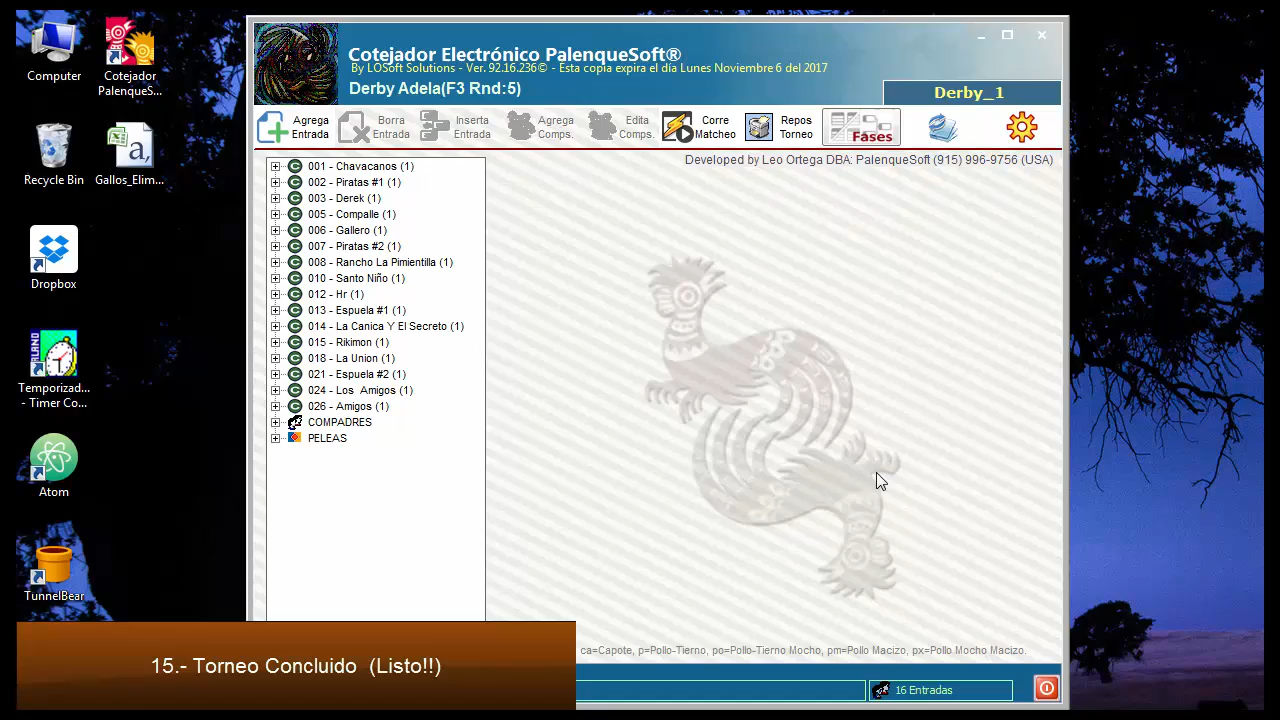 Computer
Cotejador
PalenqueS...
Recycle Bin
Gallos_Elim...
Dropbox
Temporizad...
- Timer Co...
Atom
TunnelBear
Cotejador Electrónico PalenqueSoft®
By LOSoft Solutions - Ver. 92.16.236© - Esta copia expira el día Lunes Noviembre 6 del 2017
Derby Adela(F3 Rnd:5)
Derby_1
Agrega
Entrada
Borra
Entrada
Inserta
Entrada
Agrega
Comps.
Edita
Comps.
Corre
Matcheo
Repos
Torneo
Fases
Developed by Leo Ortega DBA: PalenqueSoft (915) 996-9756 (USA)
001 - Chavacanos (1)
002 - Piratas #1 (1)
003 - Derek (1)
005 - Compalle (1)
006 - Gallero (1)
007 - Piratas #2 (1)
008 - Rancho La Pimientilla (1)
010 - Santo Niño (1)
012 - Hr (1)
013 - Espuela #1 (1)
014 - La Canica Y El Secreto (1)
015 - Rikimon (1)
018 - La Union (1)
021 - Espuela #2 (1)
024 - Los  Amigos (1)
026 - Amigos (1)
COMPADRES
PELEAS
ca=Capote, p=Pollo-Tierno, po=Pollo-Tierno Mocho, pm=Pollo Macizo, px=Pollo Mocho Macizo.
15.- Torneo Concluido  (Listo!!)
16 Entradas